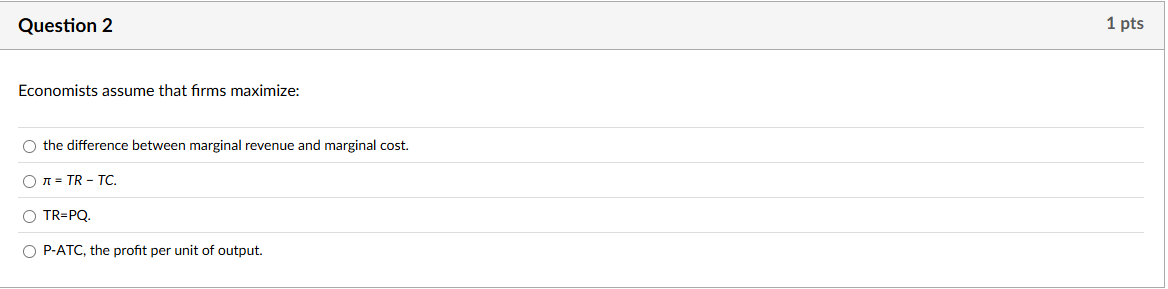 Question 2
1 pts
Economists assume that firms maximize:
the difference between marginal revenue and marginal cost.
π = TR − TC.
TR=PQ.
P-ATC, the profit per unit of output.